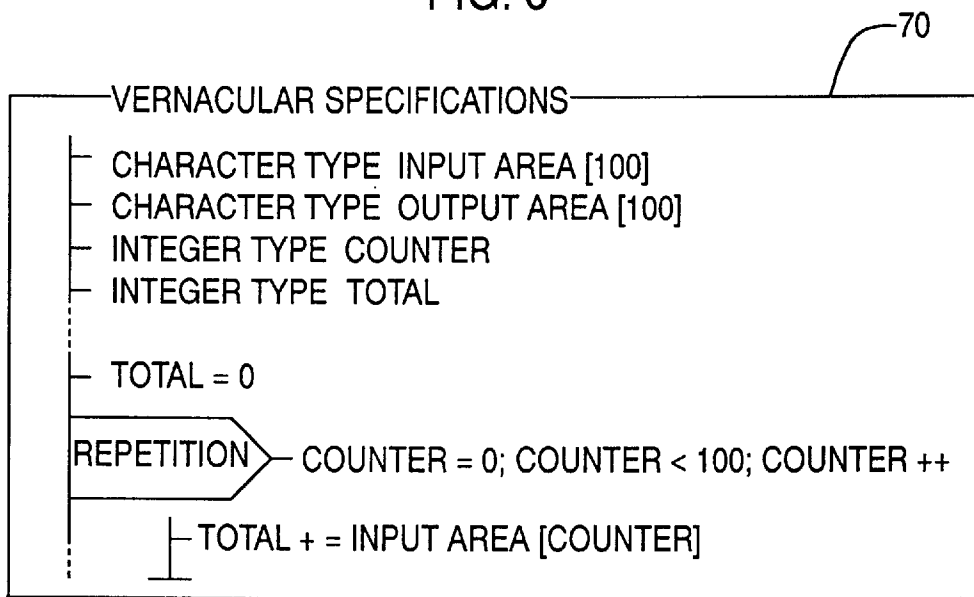 70
VERNACULAR SPECIFICATIONS
CHARACTER TYPE INPUT AREA [100]
CHARACTER TYPE OUTPUT AREA [100]
INTEGER TYPE COUNTER
INTEGER TYPE TOTAL
TOTAL = 0
REPETITION COUNTER = 0; COUNTER < 100; COUNTER ++
TOTAL + = INPUT AREA [COUNTER]